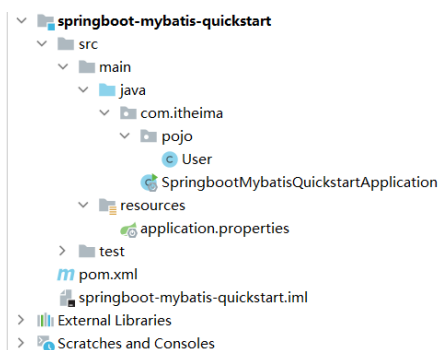 springboot-mybatis-quickstart
src
main
java
com.itheima
pojo
User
SpringbootMybatisQuickstartApplication
resources
application.properties
test
pom.xml
springboot-mybatis-quickstart.iml
External Libraries
Scratches and Consoles